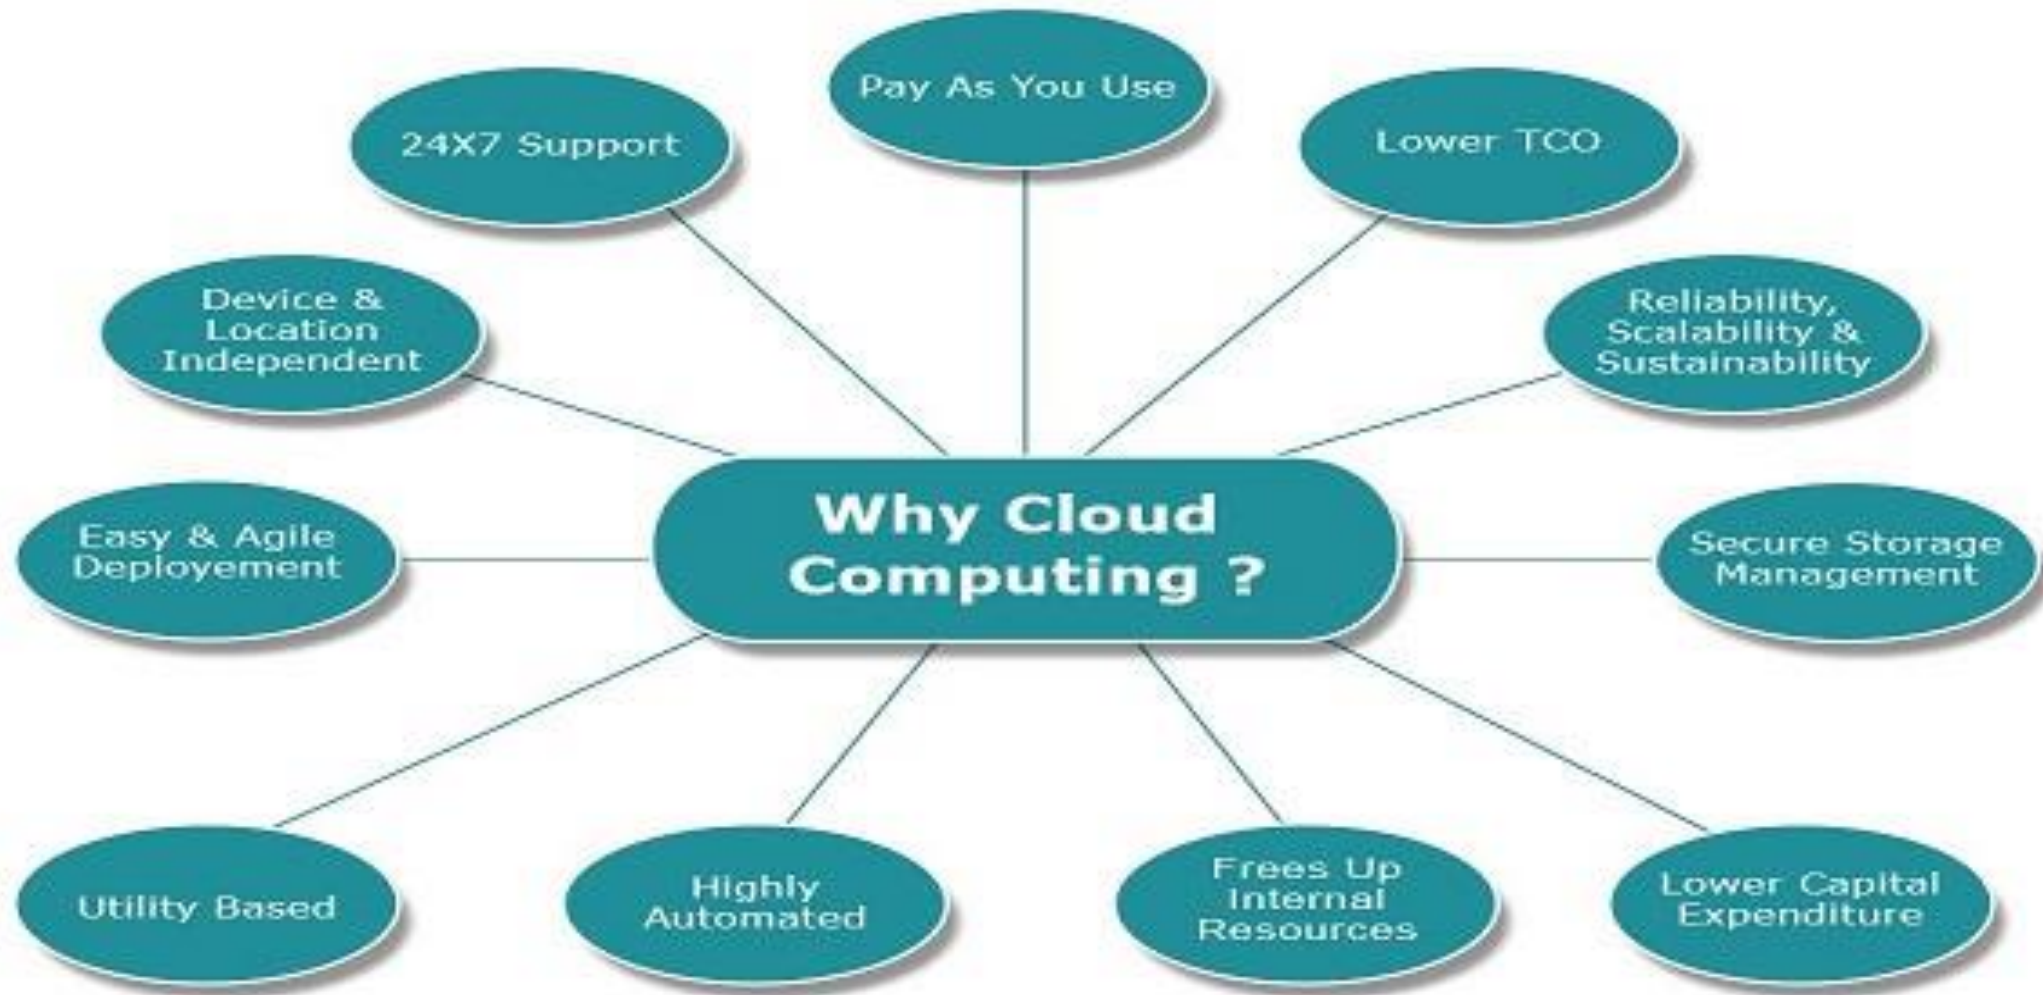 Pay As You Use
24X7 Support
Lower TCO
Device &
Location
Independent
Reliability,
Scalability &
Sustainability
Why Cloud
Computing ?
Easy & Agile
Deployement
Secure Storage
Management
Utility Based
Highly
Automated
Frees Up
Internal
Resources
Lower Capital
Expenditure